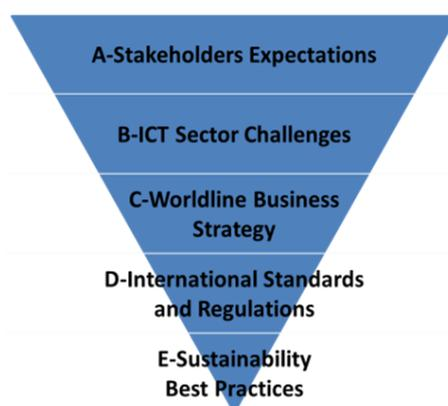 A-Stakeholders Expectations
B-ICT Sector Challenges
C-Worldline Business
Strategy
D-International Standards
and Regulations
E-Sustainability
Best Practices